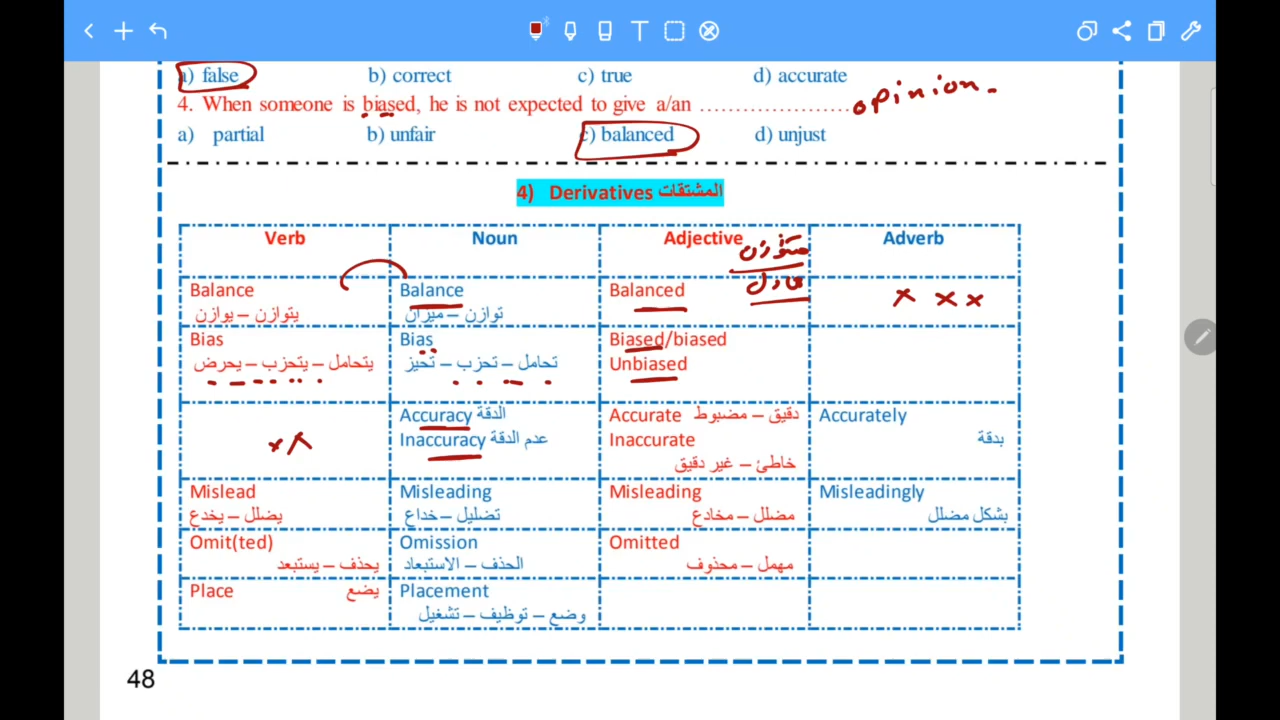 a) false b) correct c) true d) accurate
4. When someone is biased, he is not expected to give a/an ...................... opinion.
a) partial b) unfair c) balanced d) unjust
4) Derivatives المشتقات
Verb Noun Adjective Adverb
متوازن
عادل
Balance Balance Balanced x x x
يتوازن – يوازن توازن – ميزان
Bias Bias Biased/biased
يتحامل – يتحزب – يحرض تحامل – تحزب – تحيز Unbiased
Accuracy الدقة Accurate دقيق – مضبوط Accurately
x x Inaccuracy عدم الدقة Inaccurate بدقة
خاطئ – غير دقيق
Mislead Misleading Misleading Misleadingly
يضلل – يخدع تضليل – خداع مضلل – مخادع بشكل مضلل
Omit(ted) Omission Omitted
يحذف – يستبعد الحذف – الاستبعاد مهمل – محذوف
Place يضع Placement
وضع – توظيف – تشغيل
48